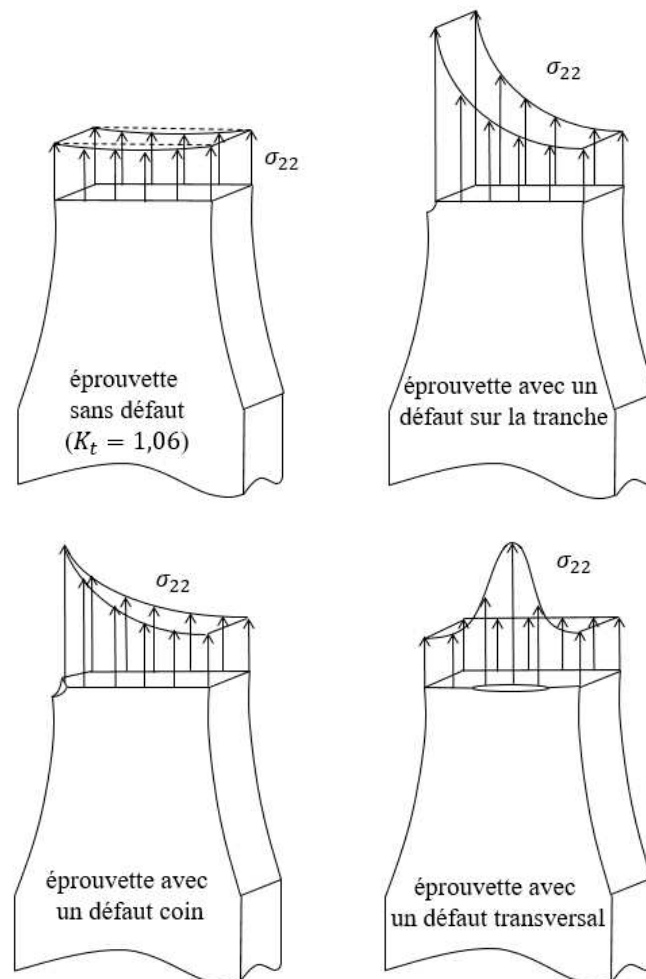 σ₂₂
éprouvette
sans défaut
(Kₜ = 1,06)
σ₂₂
éprouvette avec un
défaut sur la tranche
σ₂₂
éprouvette avec
un défaut coin
σ₂₂
éprouvette avec
un défaut transversal